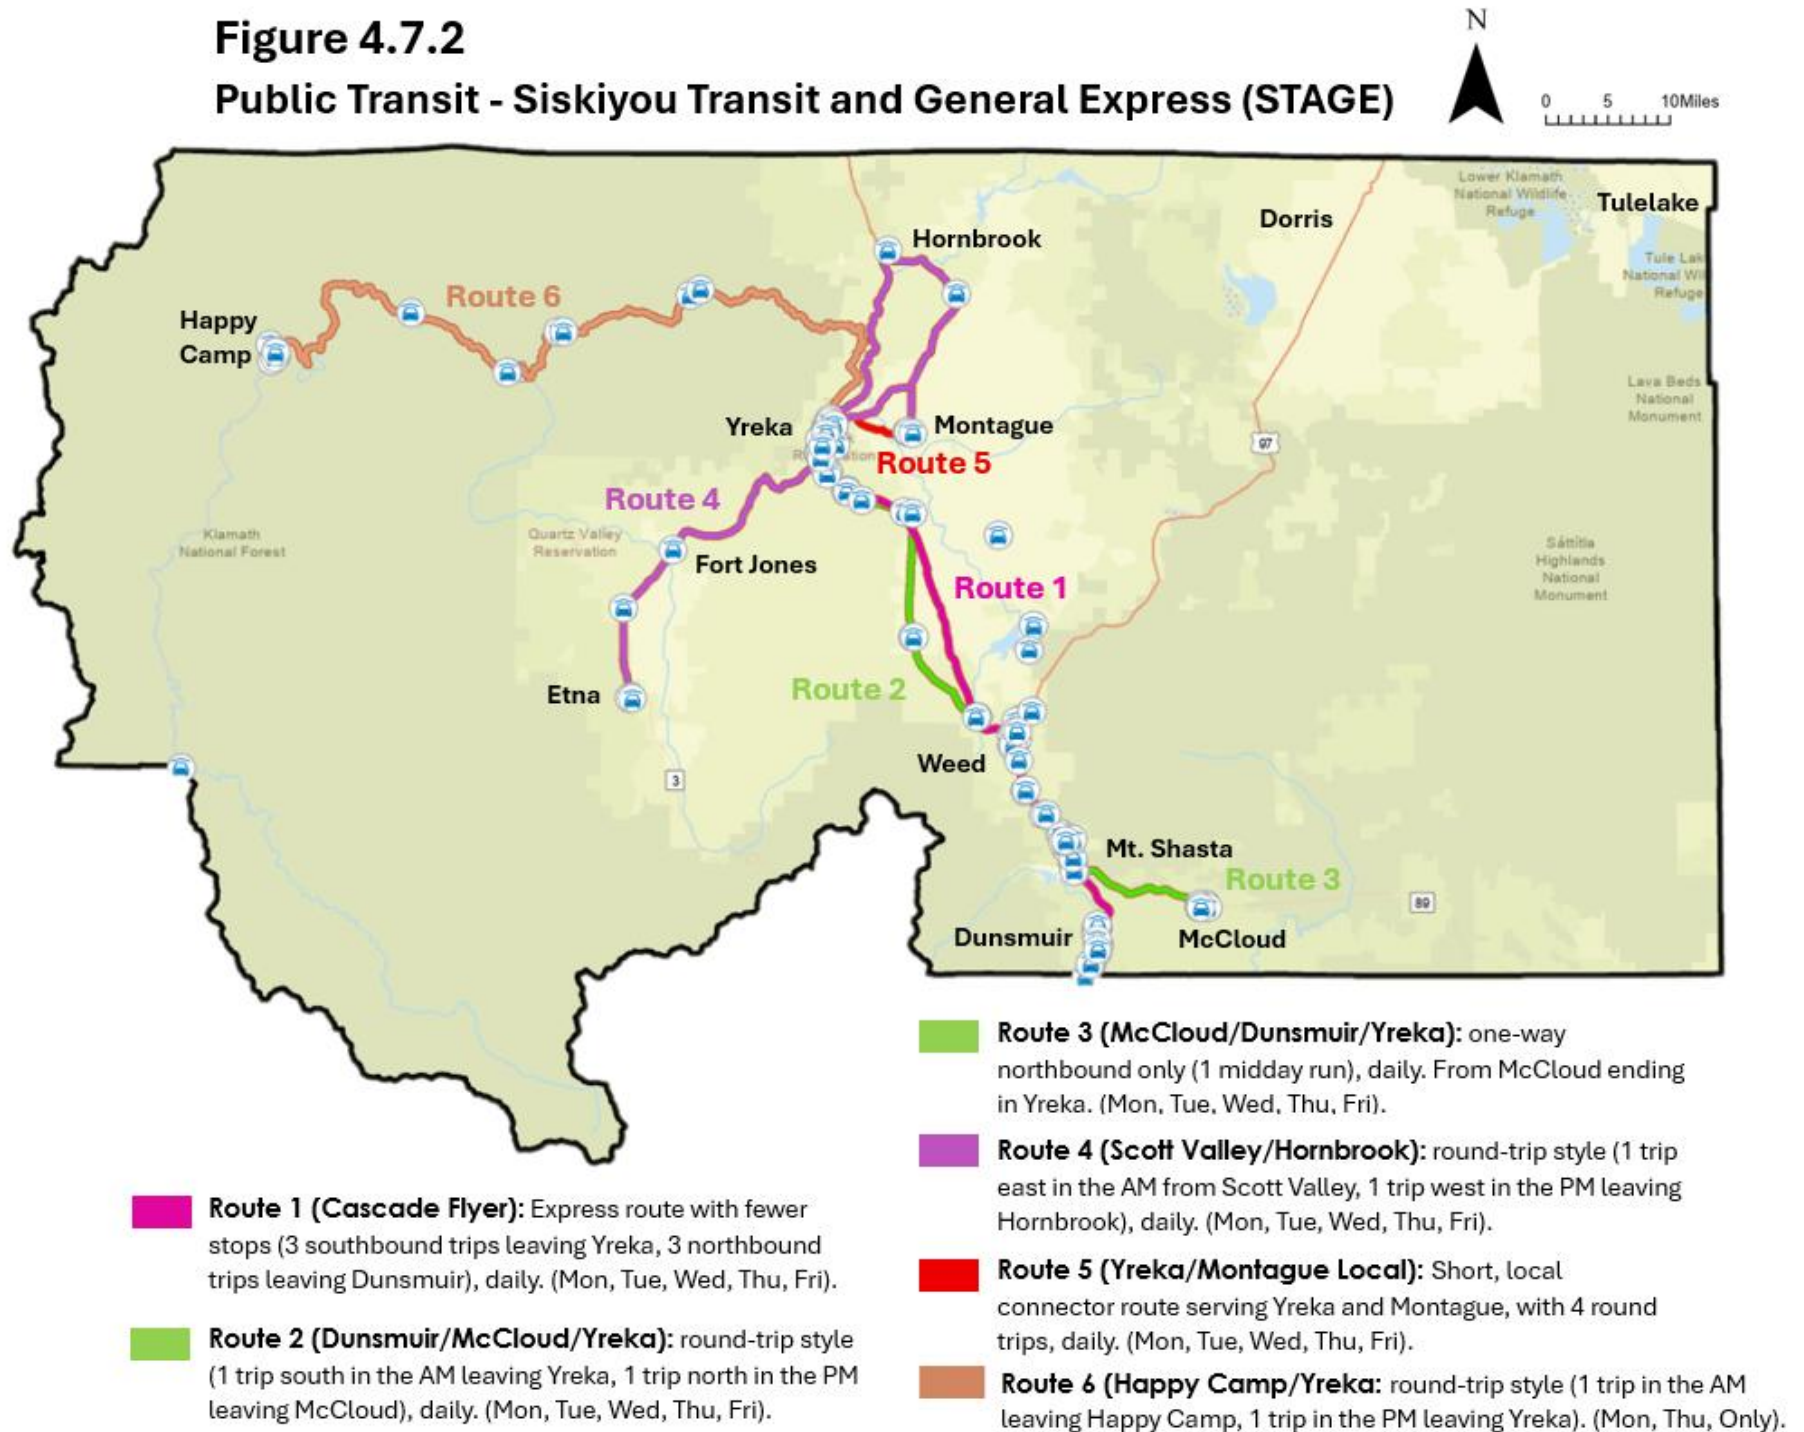 Figure 4.7.2
Public Transit - Siskiyou Transit and General Express (STAGE)
N
0 5 10Miles
Lower Klamath
National Wildlife
Refuge
Tulelake
Dorris
Hornbrook
Tule Lak
National Wil
Refuge
Route 6
Happy
Camp
Lava Beds
National
Monument
Yreka
Montague
97
Route 5
Route 4
Klamath
National Forest
Quartz Valley
Reservation
Fort Jones
Sáttítla
Highlands
National
Monument
Route 1
Route 2
Etna
Weed
3
Mt. Shasta
Route 3
89
Dunsmuir
McCloud
Route 3 (McCloud/Dunsmuir/Yreka): one-way
northbound only (1 midday run), daily. From McCloud ending
in Yreka. (Mon, Tue, Wed, Thu, Fri).
Route 4 (Scott Valley/Hornbrook): round-trip style (1 trip
east in the AM from Scott Valley, 1 trip west in the PM leaving
Hornbrook), daily. (Mon, Tue, Wed, Thu, Fri).
Route 1 (Cascade Flyer): Express route with fewer
stops (3 southbound trips leaving Yreka, 3 northbound
trips leaving Dunsmuir), daily. (Mon, Tue, Wed, Thu, Fri).
Route 5 (Yreka/Montague Local): Short, local
connector route serving Yreka and Montague, with 4 round
trips, daily. (Mon, Tue, Wed, Thu, Fri).
Route 2 (Dunsmuir/McCloud/Yreka): round-trip style
(1 trip south in the AM leaving Yreka, 1 trip north in the PM
leaving McCloud), daily. (Mon, Tue, Wed, Thu, Fri).
Route 6 (Happy Camp/Yreka: round-trip style (1 trip in the AM
leaving Happy Camp, 1 trip in the PM leaving Yreka). (Mon, Thu, Only).